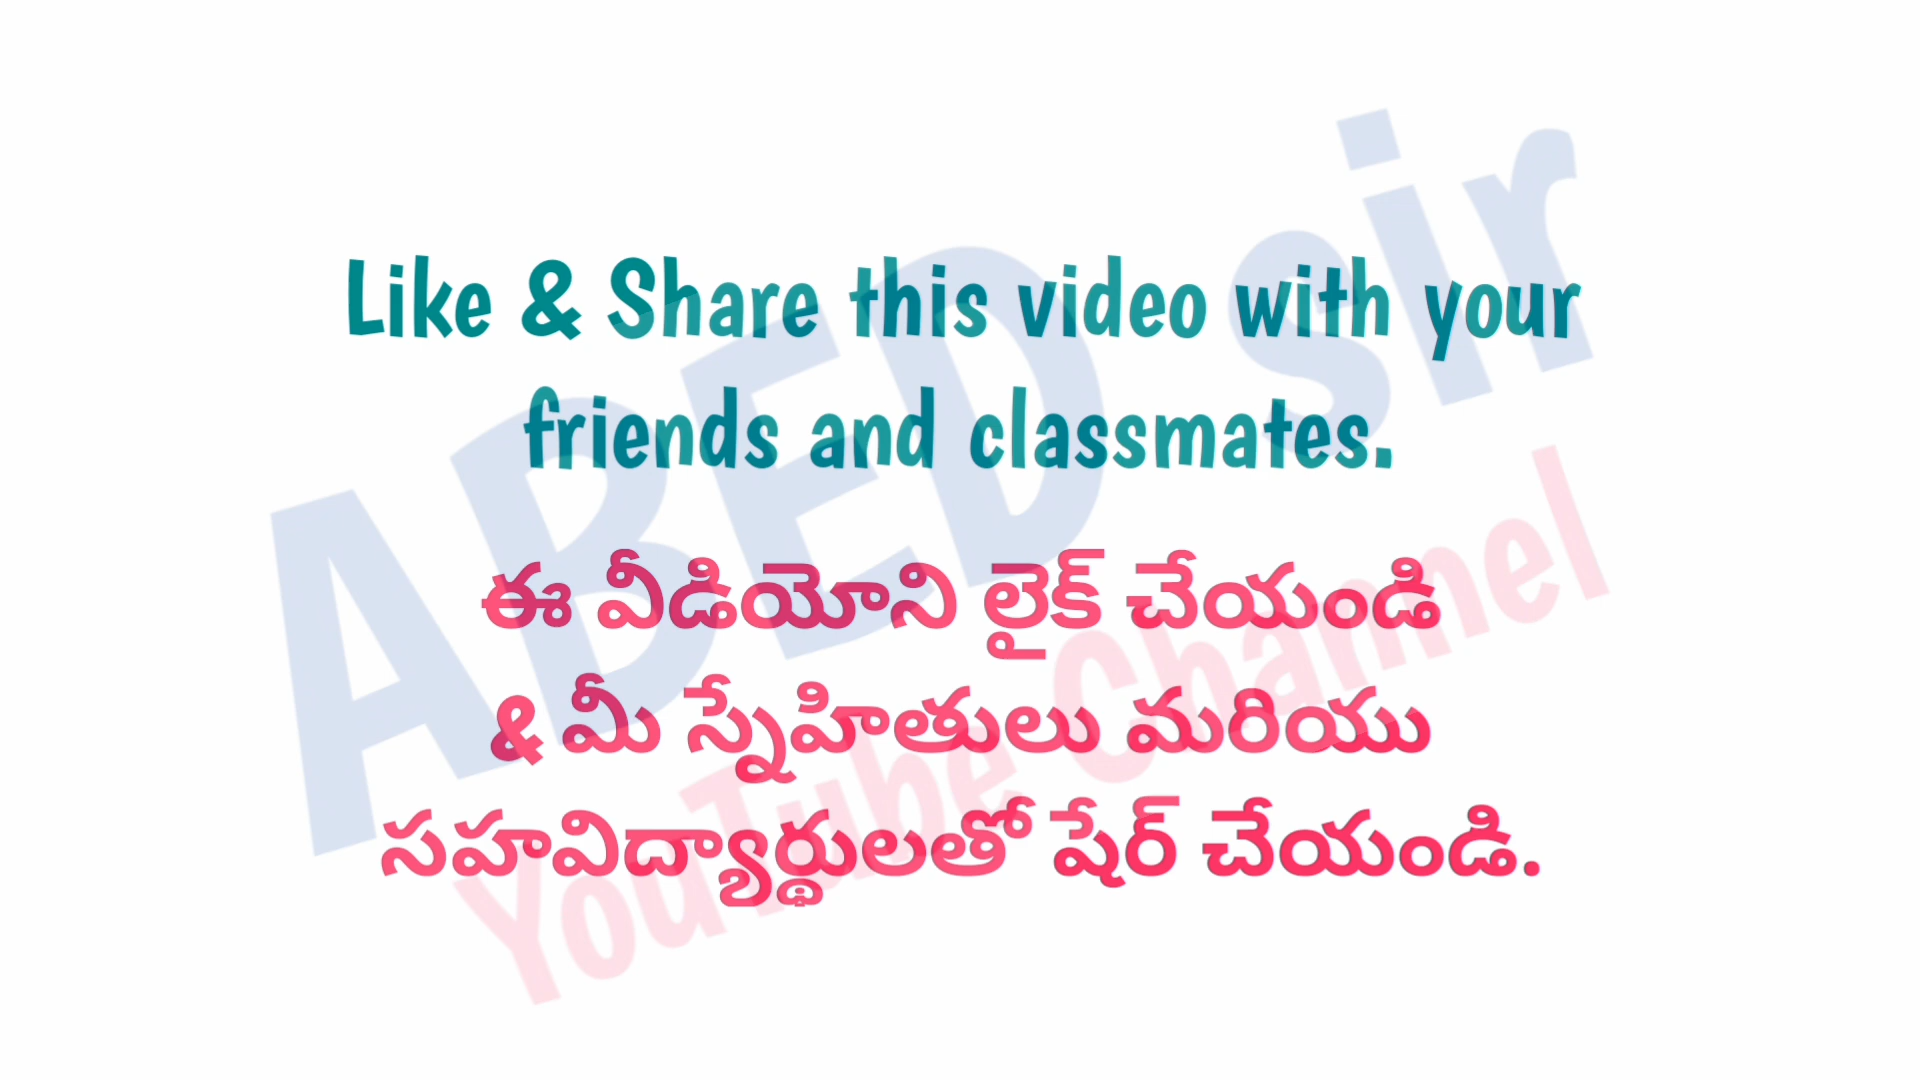 Like & Share this video with your
friends and classmates.
ఈ వీడియోని లైక్ చేయండి
& మీ స్నేహితులు మరియు
సహవిద్యార్థులతో షేర్ చేయండి.
ABED sir
YouTube Channel